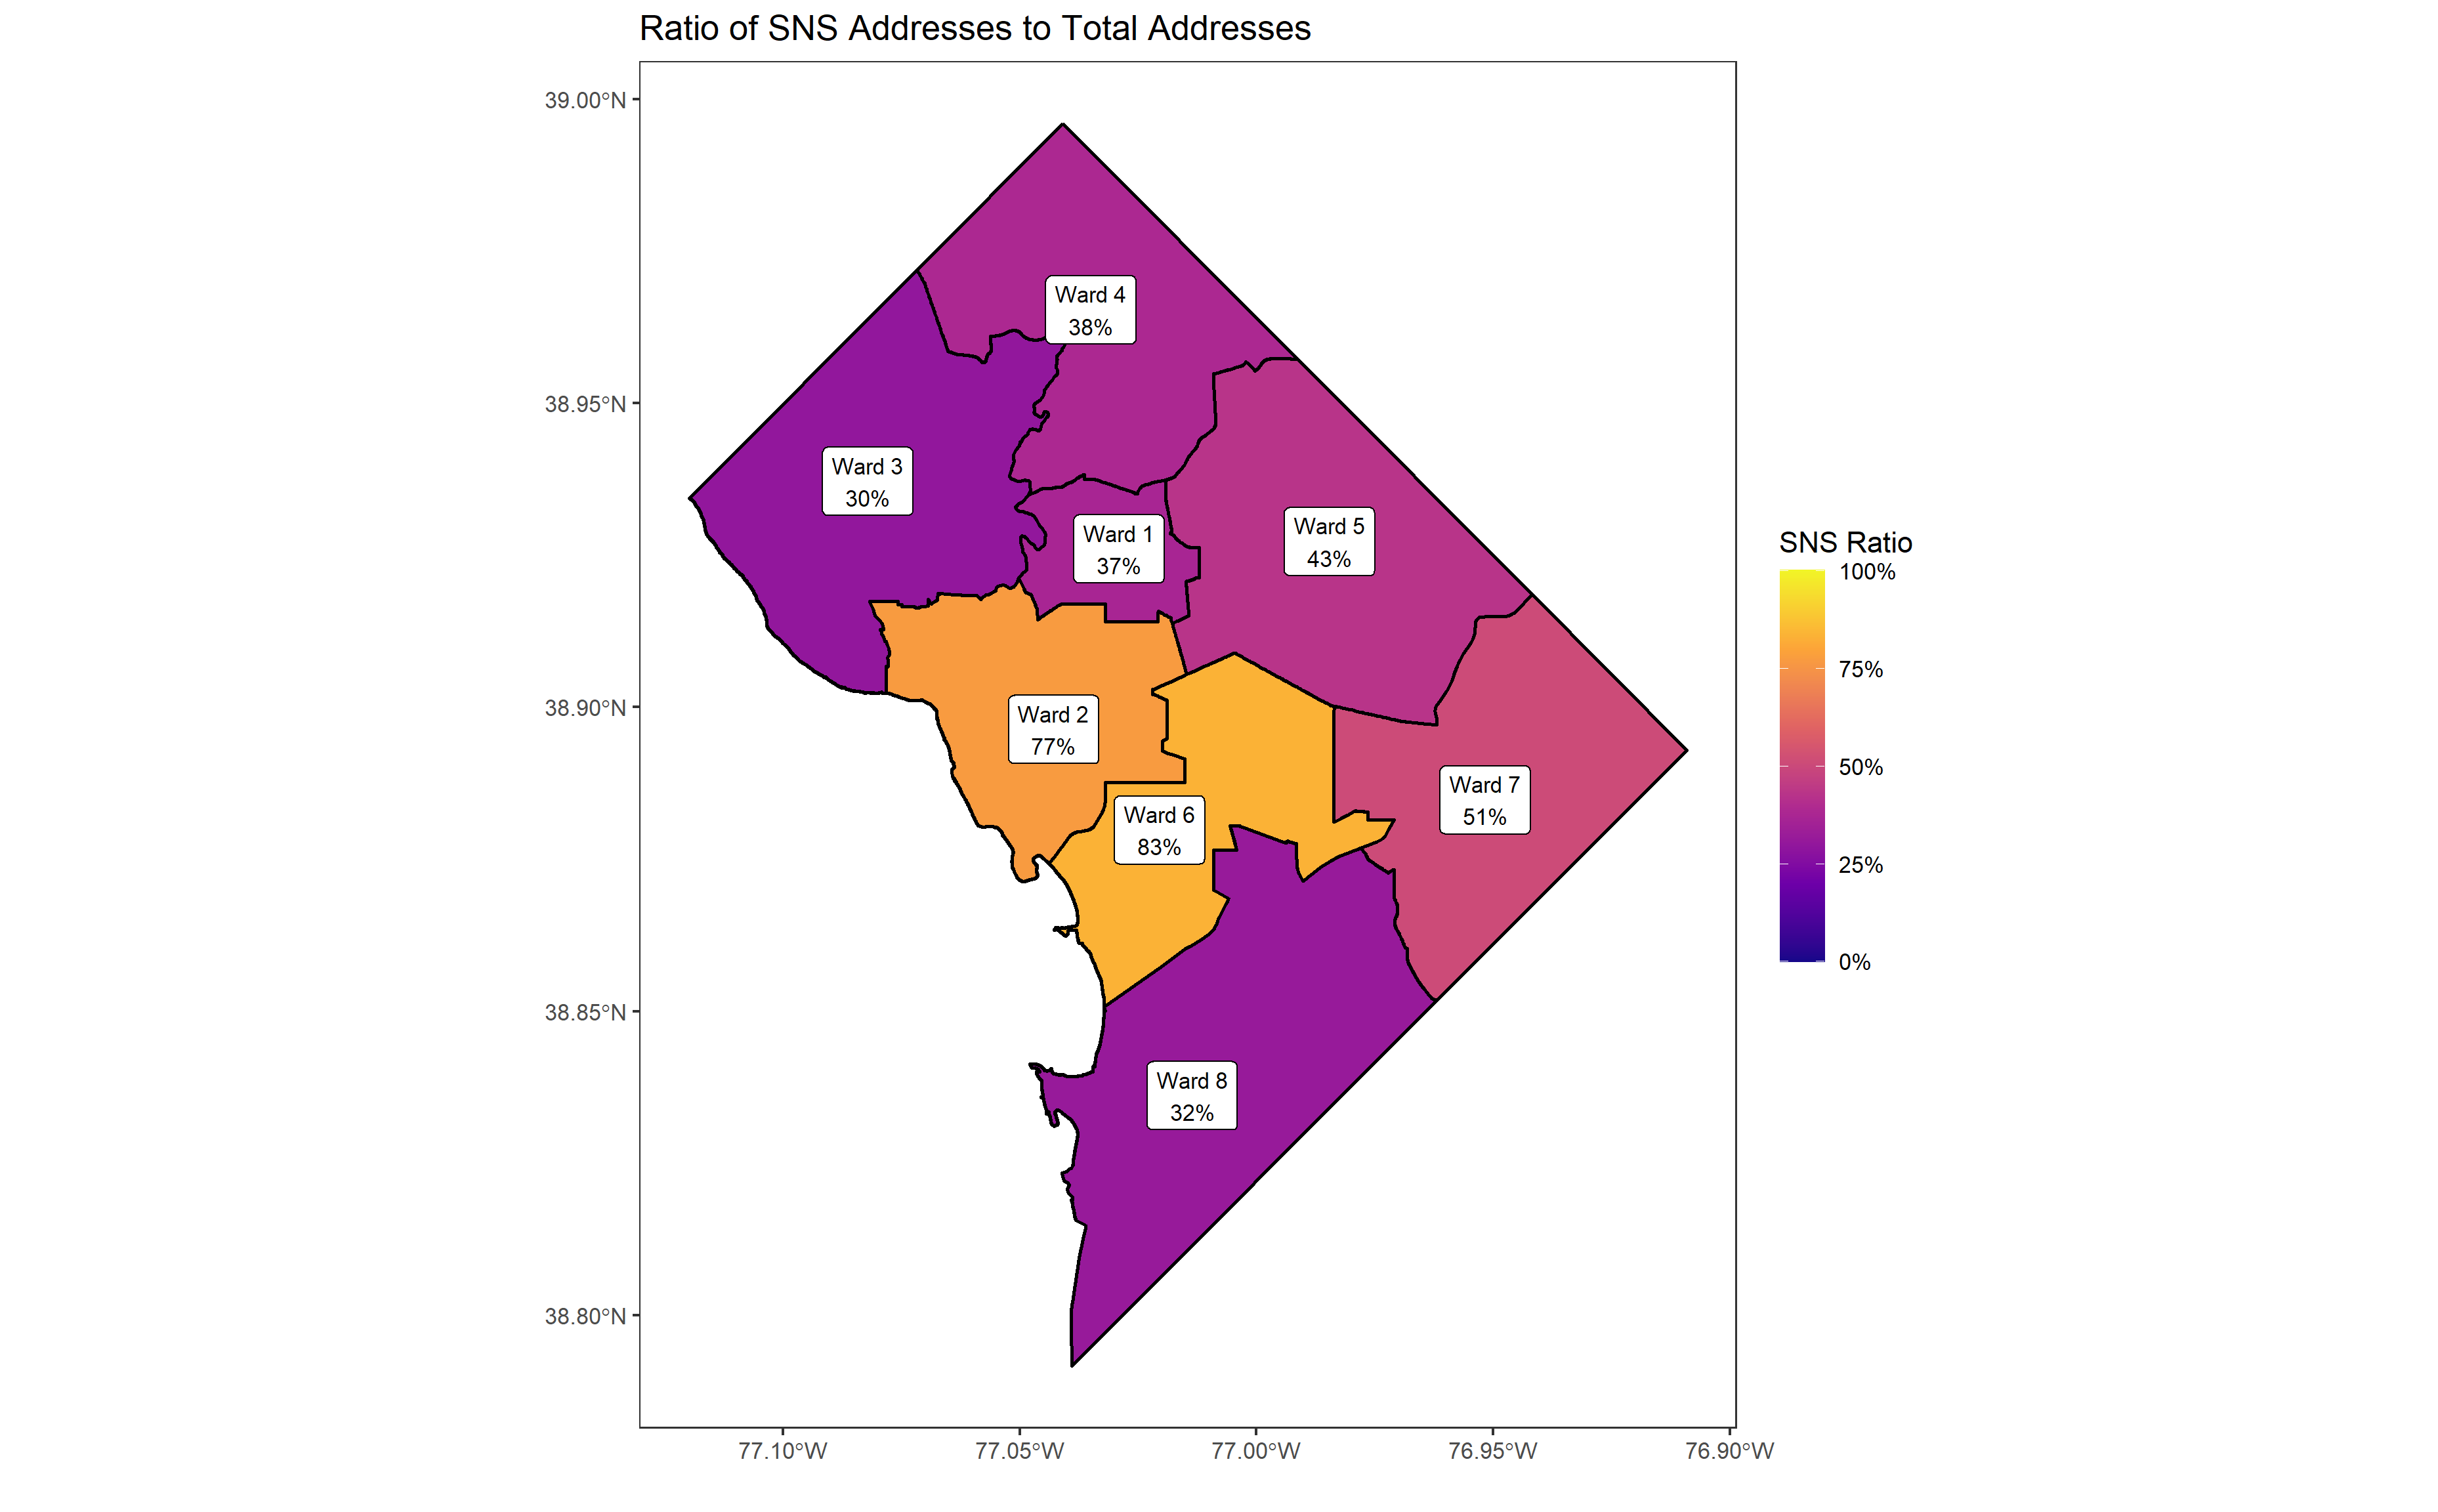 Ratio of SNS Addresses to Total Addresses
39.00°N
38.95°N
38.90°N
38.85°N
38.80°N
77.10°W
77.05°W
77.00°W
76.95°W
76.90°W
Ward 4
38%
Ward 3
30%
Ward 1
37%
Ward 5
43%
Ward 2
77%
Ward 6
83%
Ward 7
51%
Ward 8
32%
SNS Ratio
100%
75%
50%
25%
0%